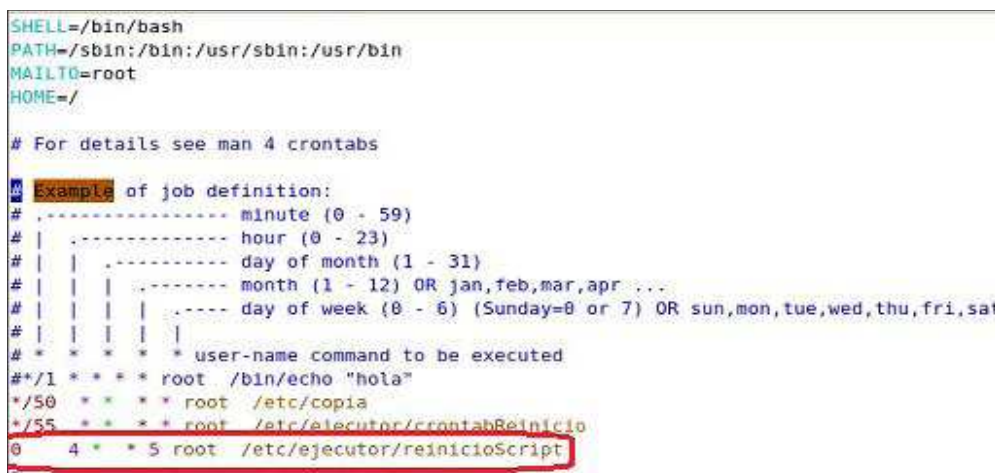 SHELL=/bin/bash
PATH=/sbin:/bin:/usr/sbin:/usr/bin
MAILTO=root
HOME=/
# For details see man 4 crontabs
# Example of job definition:
# .---------------- minute (0 - 59)
# | .------------- hour (0 - 23)
# | | .---------- day of month (1 - 31)
# | | | .------- month (1 - 12) OR jan,feb,mar,apr ...
# | | | | .---- day of week (0 - 6) (Sunday=0 or 7) OR sun,mon,tue,wed,thu,fri,sat
# | | | | |
# * * * * * user-name command to be executed
#*/1 * * * * root /bin/echo "hola"
*/50 * * * * root /etc/copia
*/55 * * * * root /etc/ejecutor/crontabReinicio
0 4 * * 5 root /etc/ejecutor/reinicioScript